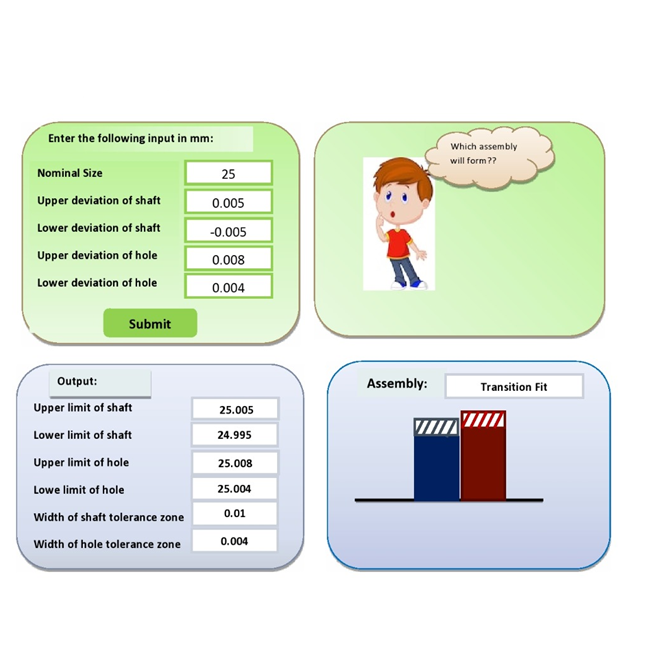 Enter the following input in mm:
Nominal Size 25
Upper deviation of shaft 0.005
Lower deviation of shaft -0.005
Upper deviation of hole 0.008
Lower deviation of hole 0.004
Submit
Which assembly
will form??
Output:
Upper limit of shaft 25.005
Lower limit of shaft 24.995
Upper limit of hole 25.008
Lowe limit of hole 25.004
Width of shaft tolerance zone 0.01
Width of hole tolerance zone 0.004
Assembly: Transition Fit